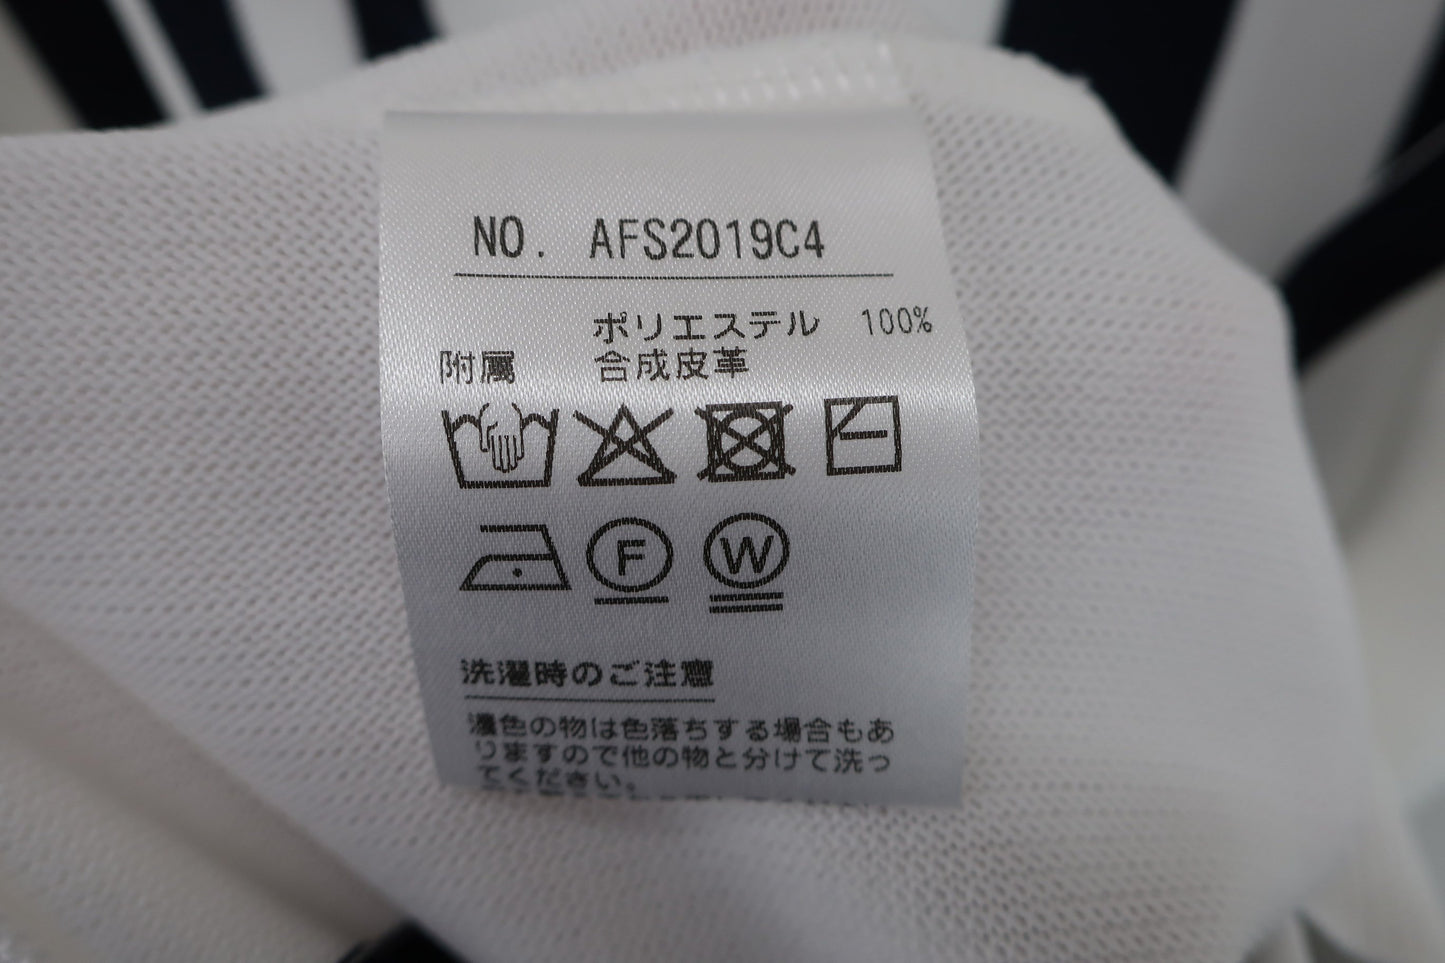 NO. AFS2019C4
ポリエステル 100%
附属 合成皮革
F W
洗濯時のご注意
濃色の物は色落ちする場合もあ
りますので他の物と分けて洗っ
てください。